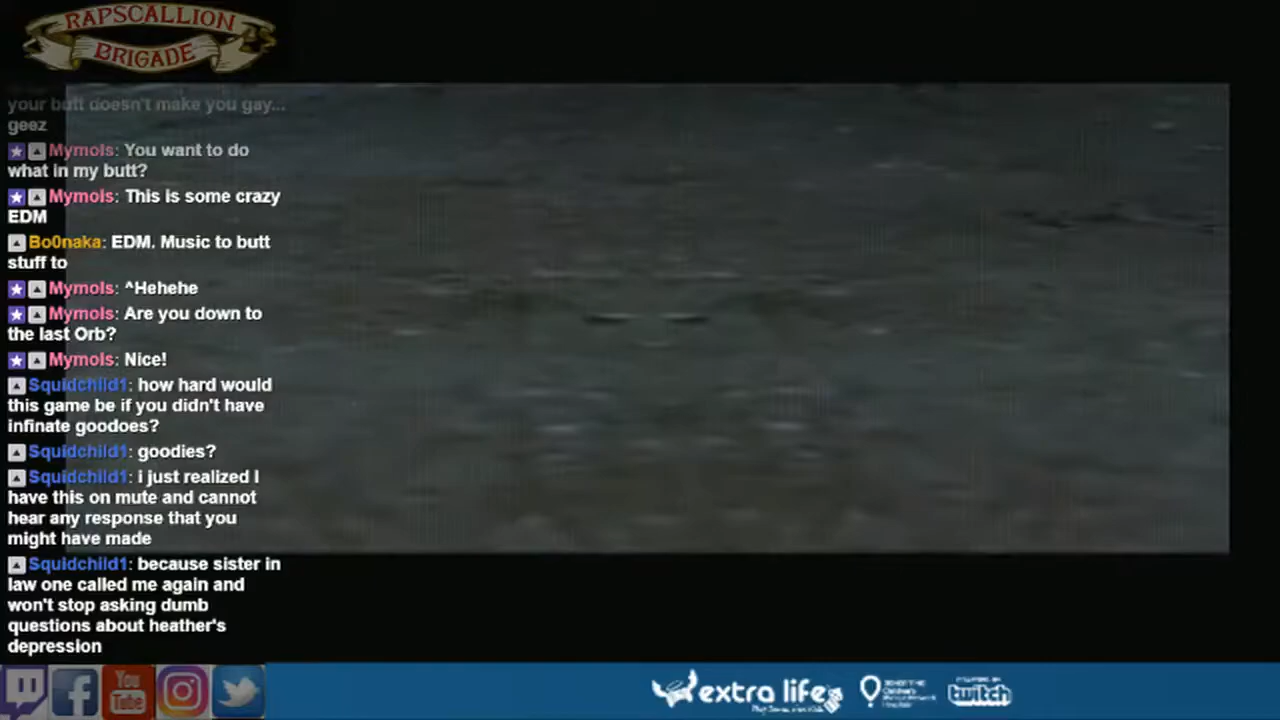 RAPSCALLION
BRIGADE
your butt doesn't make you gay...
geez
Mymols: You want to do
what in my butt?
Mymols: This is some crazy
EDM
Bo0naka: EDM. Music to butt
stuff to
Mymols: ^Hehehe
Mymols: Are you down to
the last Orb?
Mymols: Nice!
Squidchild1: how hard would
this game be if you didn't have
infinate goodoes?
Squidchild1: goodies?
Squidchild1: i just realized I
have this on mute and cannot
hear any response that you
might have made
Squidchild1: because sister in
law one called me again and
won't stop asking dumb
questions about heather's
depression
You
Tube
extra life
twitch